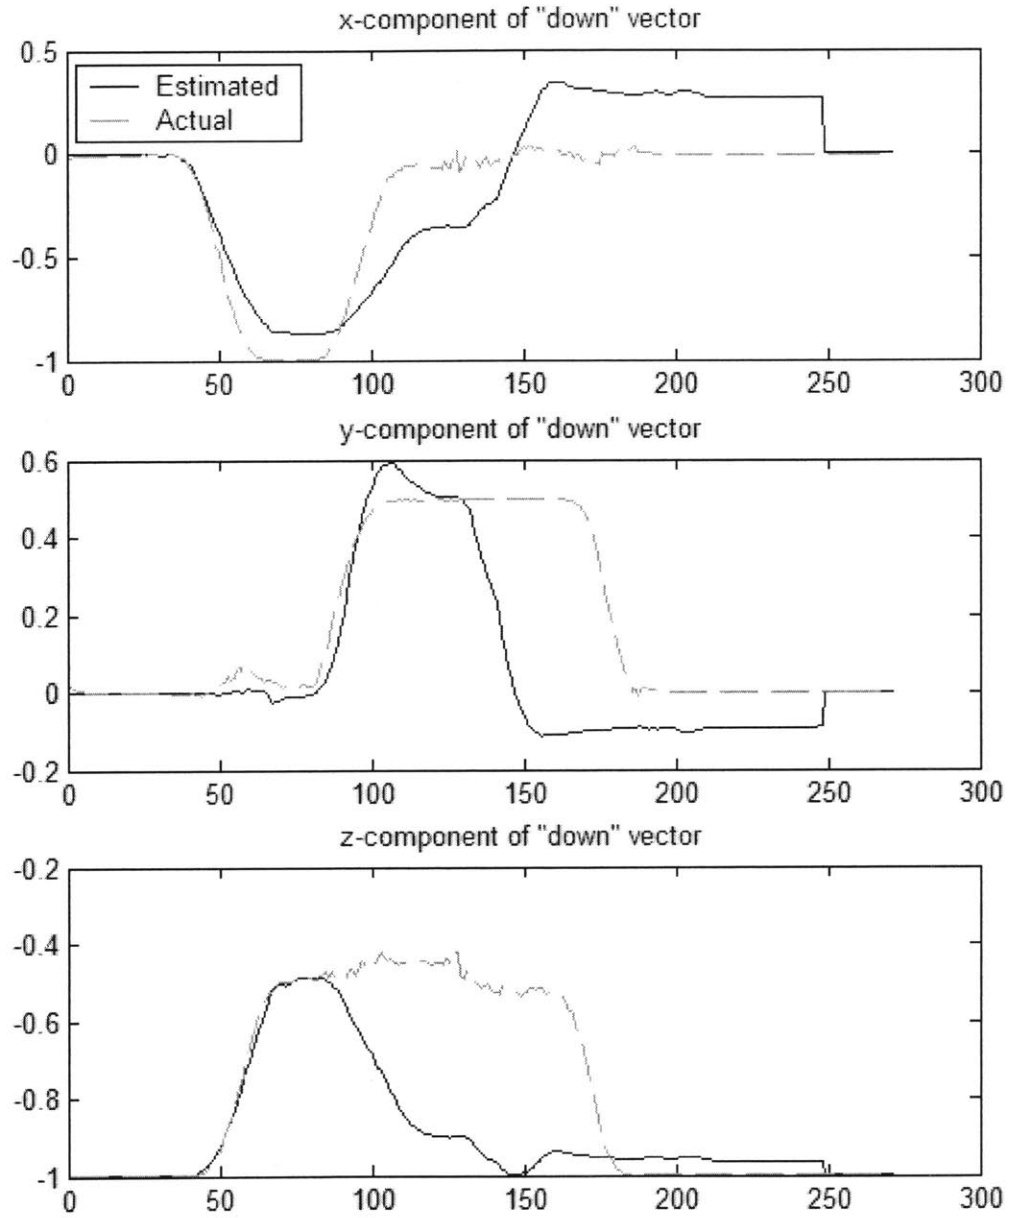 x-component of "down" vector
0.5
Estimated
Actual
0
-0.5
-1
0 50 100 150 200 250 300
y-component of "down" vector
0.6
0.4
0.2
0
-0.2
0 50 100 150 200 250 300
z-component of "down" vector
-0.2
-0.4
-0.6
-0.8
-1
0 50 100 150 200 250 300